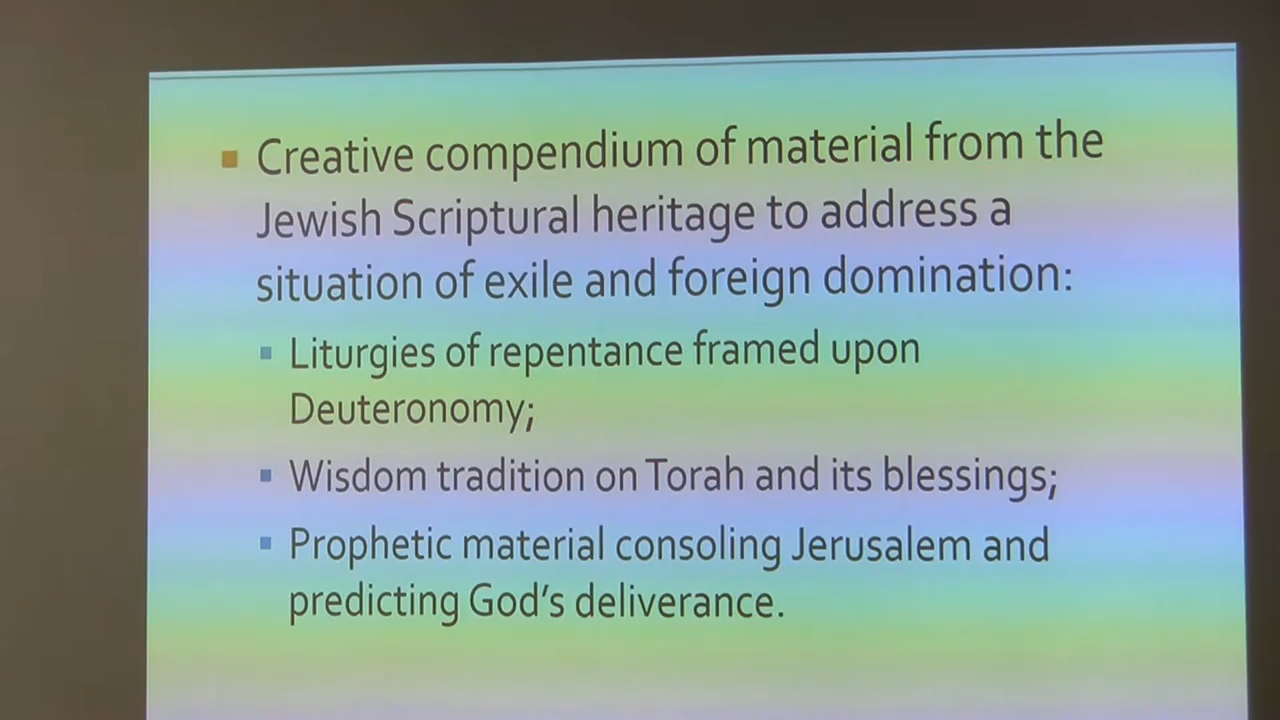 Creative compendium of material from the
Jewish Scriptural heritage to address a
situation of exile and foreign domination:
Liturgies of repentance framed upon
Deuteronomy;
Wisdom tradition on Torah and its blessings;
Prophetic material consoling Jerusalem and
predicting God's deliverance.